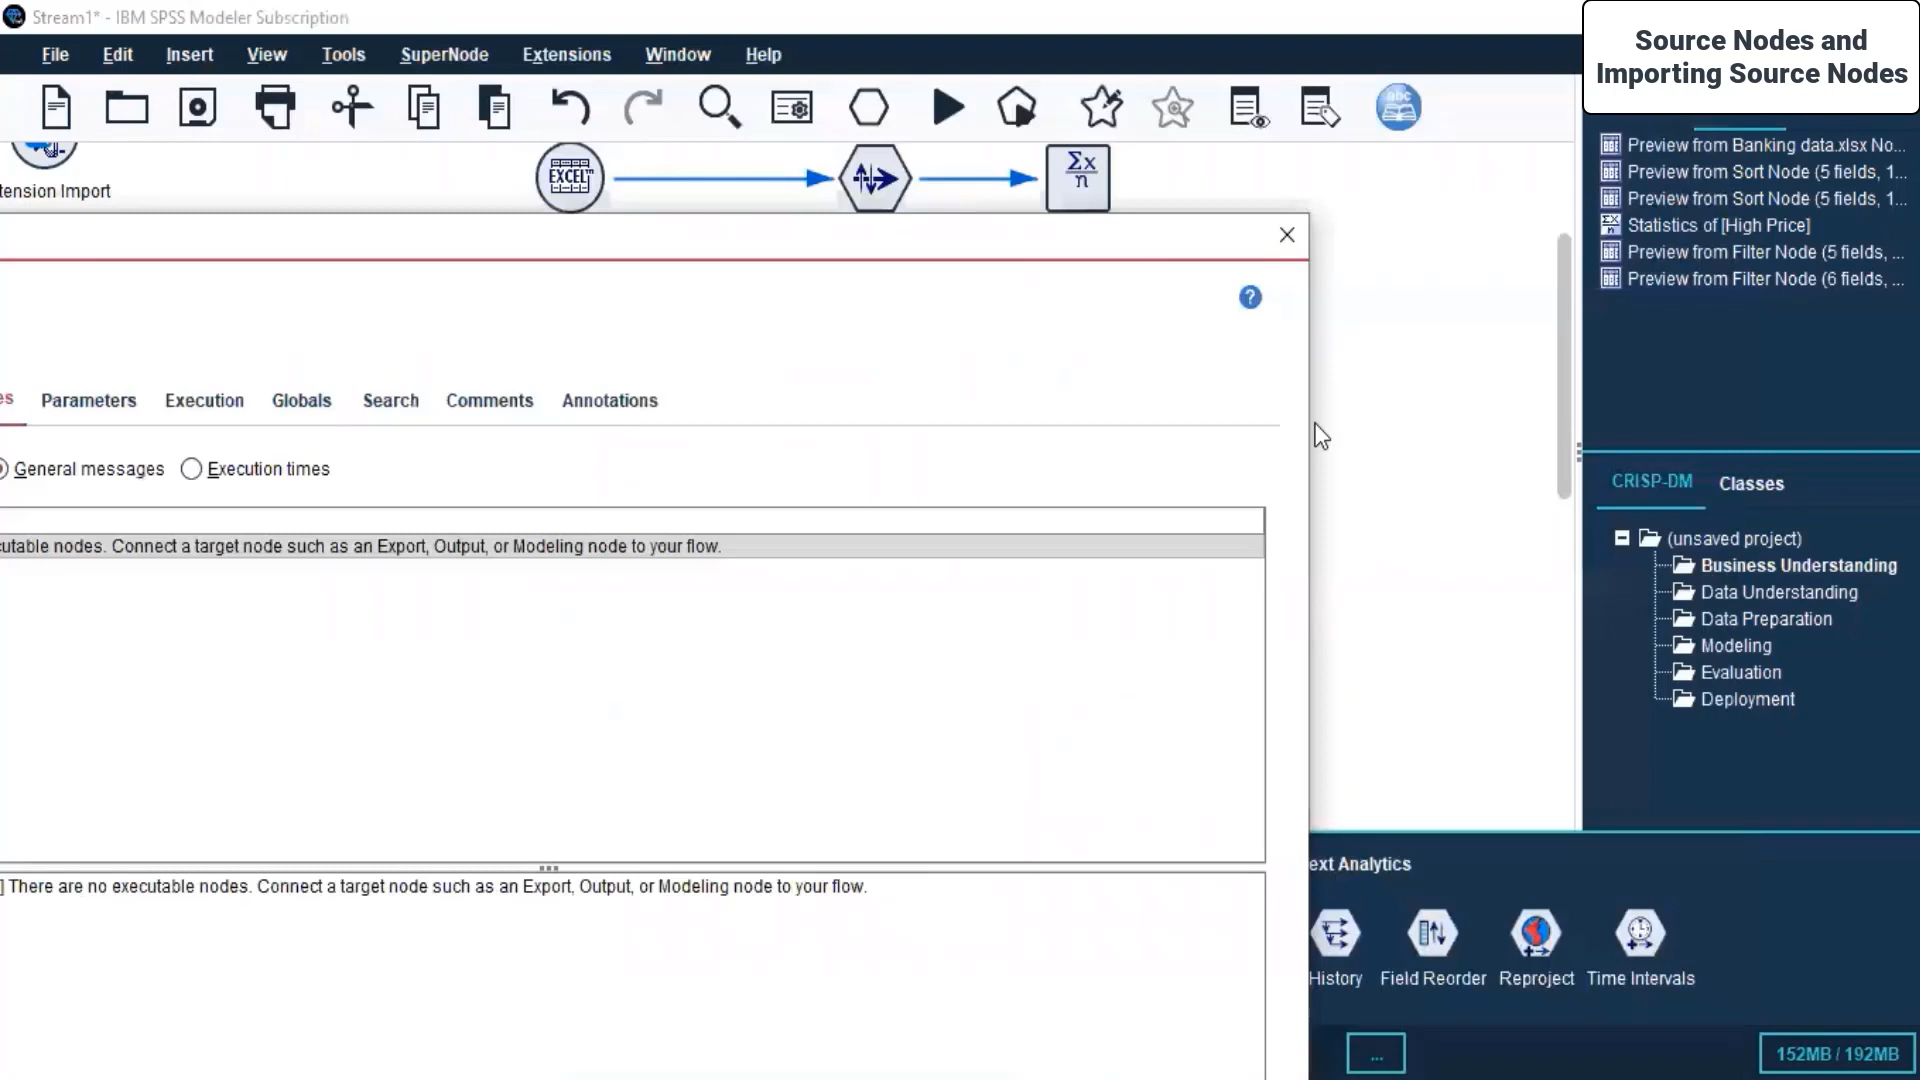 Stream1* - IBM SPSS Modeler Subscription
Source Nodes and
Importing Source Nodes
File Edit Insert View Tools SuperNode Extensions Window Help
abc
tension Import
EXCEL
Σx
n
Preview from Banking data.xlsx No...
Preview from Sort Node (5 fields, 1...
Preview from Sort Node (5 fields, 1...
Statistics of [High Price]
Preview from Filter Node (5 fields, ...
Preview from Filter Node (6 fields, ...
?
es Parameters Execution Globals Search Comments Annotations
General messages Execution times
cutable nodes. Connect a target node such as an Export, Output, or Modeling node to your flow.
] There are no executable nodes. Connect a target node such as an Export, Output, or Modeling node to your flow.
CRISP-DM Classes
(unsaved project)
Business Understanding
Data Understanding
Data Preparation
Modeling
Evaluation
Deployment
ext Analytics
History Field Reorder Reproject Time Intervals
...
152MB / 192MB